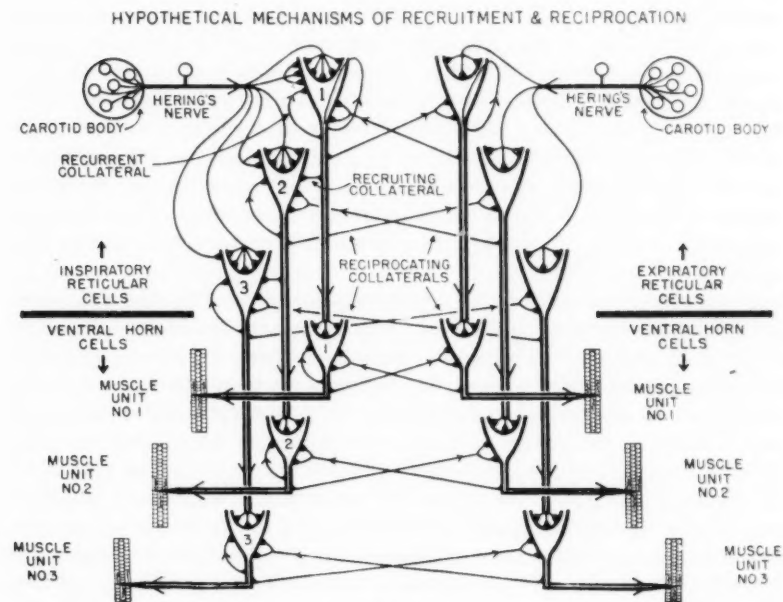 HYPOTHETICAL MECHANISMS OF RECRUITMENT & RECIPROCATION
HERING'S
NERVE
CAROTID BODY
RECURRENT
COLLATERAL
1
2
RECRUITING
COLLATERAL
HERING'S
NERVE
CAROTID BODY
3
RECIPROCATING
COLLATERALS
INSPIRATORY
RETICULAR
CELLS
VENTRAL HORN
CELLS
EXPIRATORY
RETICULAR
CELLS
VENTRAL HORN
CELLS
1
MUSCLE
UNIT
NO. 1
MUSCLE
UNIT
NO. 1
2
MUSCLE
UNIT
NO. 2
MUSCLE
UNIT
NO. 2
3
MUSCLE
UNIT
NO. 3
MUSCLE
UNIT
NO. 3